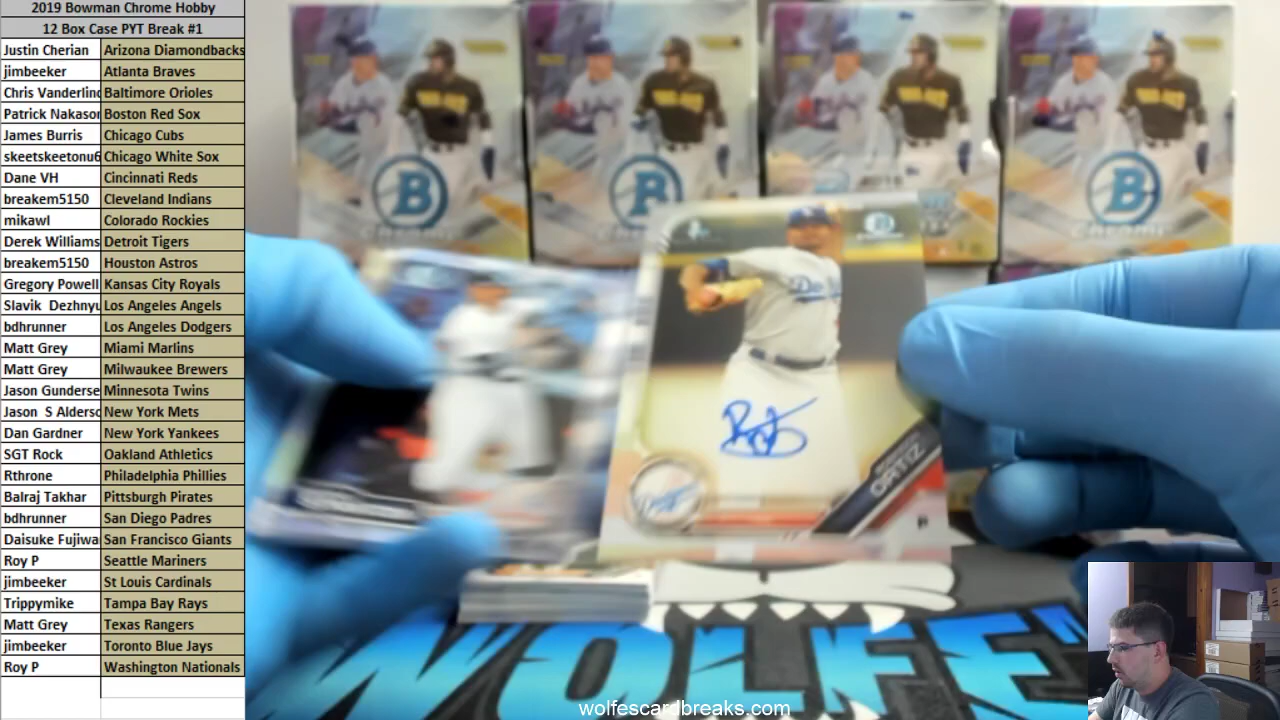 2019 Bowman Chrome Hobby
12 Box Case PYT Break #1
Justin Cherian Arizona Diamondbacks
jimbeeker Atlanta Braves
Chris Vanderlind Baltimore Orioles
Patrick Nakason Boston Red Sox
James Burris Chicago Cubs
skeetskeetonu6 Chicago White Sox
Dane VH Cincinnati Reds
breakem5150 Cleveland Indians
mikawl Colorado Rockies
Derek Williams Detroit Tigers
breakem5150 Houston Astros
Gregory Powell Kansas City Royals
Slavik Dezhnyu Los Angeles Angels
bdhrunner Los Angeles Dodgers
Matt Grey Miami Marlins
Matt Grey Milwaukee Brewers
Jason Gunderse Minnesota Twins
Jason S Alderso New York Mets
Dan Gardner New York Yankees
SGT Rock Oakland Athletics
Rthrone Philadelphia Phillies
Balraj Takhar Pittsburgh Pirates
bdhrunner San Diego Padres
Daisuke Fujiwa San Francisco Giants
Roy P Seattle Mariners
jimbeeker St Louis Cardinals
Trippymike Tampa Bay Rays
Matt Grey Texas Rangers
jimbeeker Toronto Blue Jays
Roy P Washington Nationals
B
B
B
CHROME
ORTIZ
P
WOLFE'
wolfescardbreaks.com